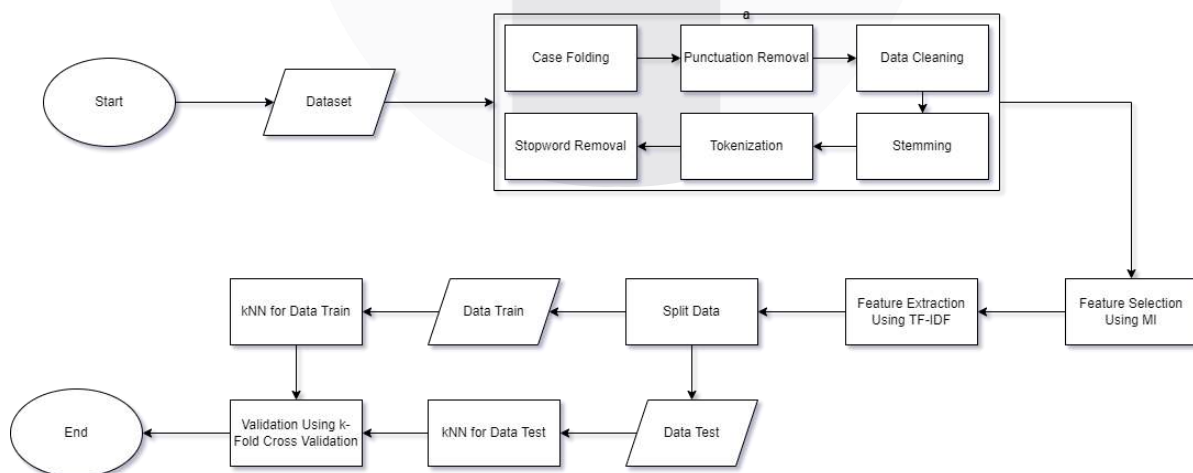 a
Case Folding
Punctuation Removal
Data Cleaning
Start
Dataset
Stopword Removal
Tokenization
Stemming
kNN for Data Train
Data Train
Split Data
Feature Extraction
Using TF-IDF
Feature Selection
Using MI
End
Validation Using k-
Fold Cross Validation
kNN for Data Test
Data Test